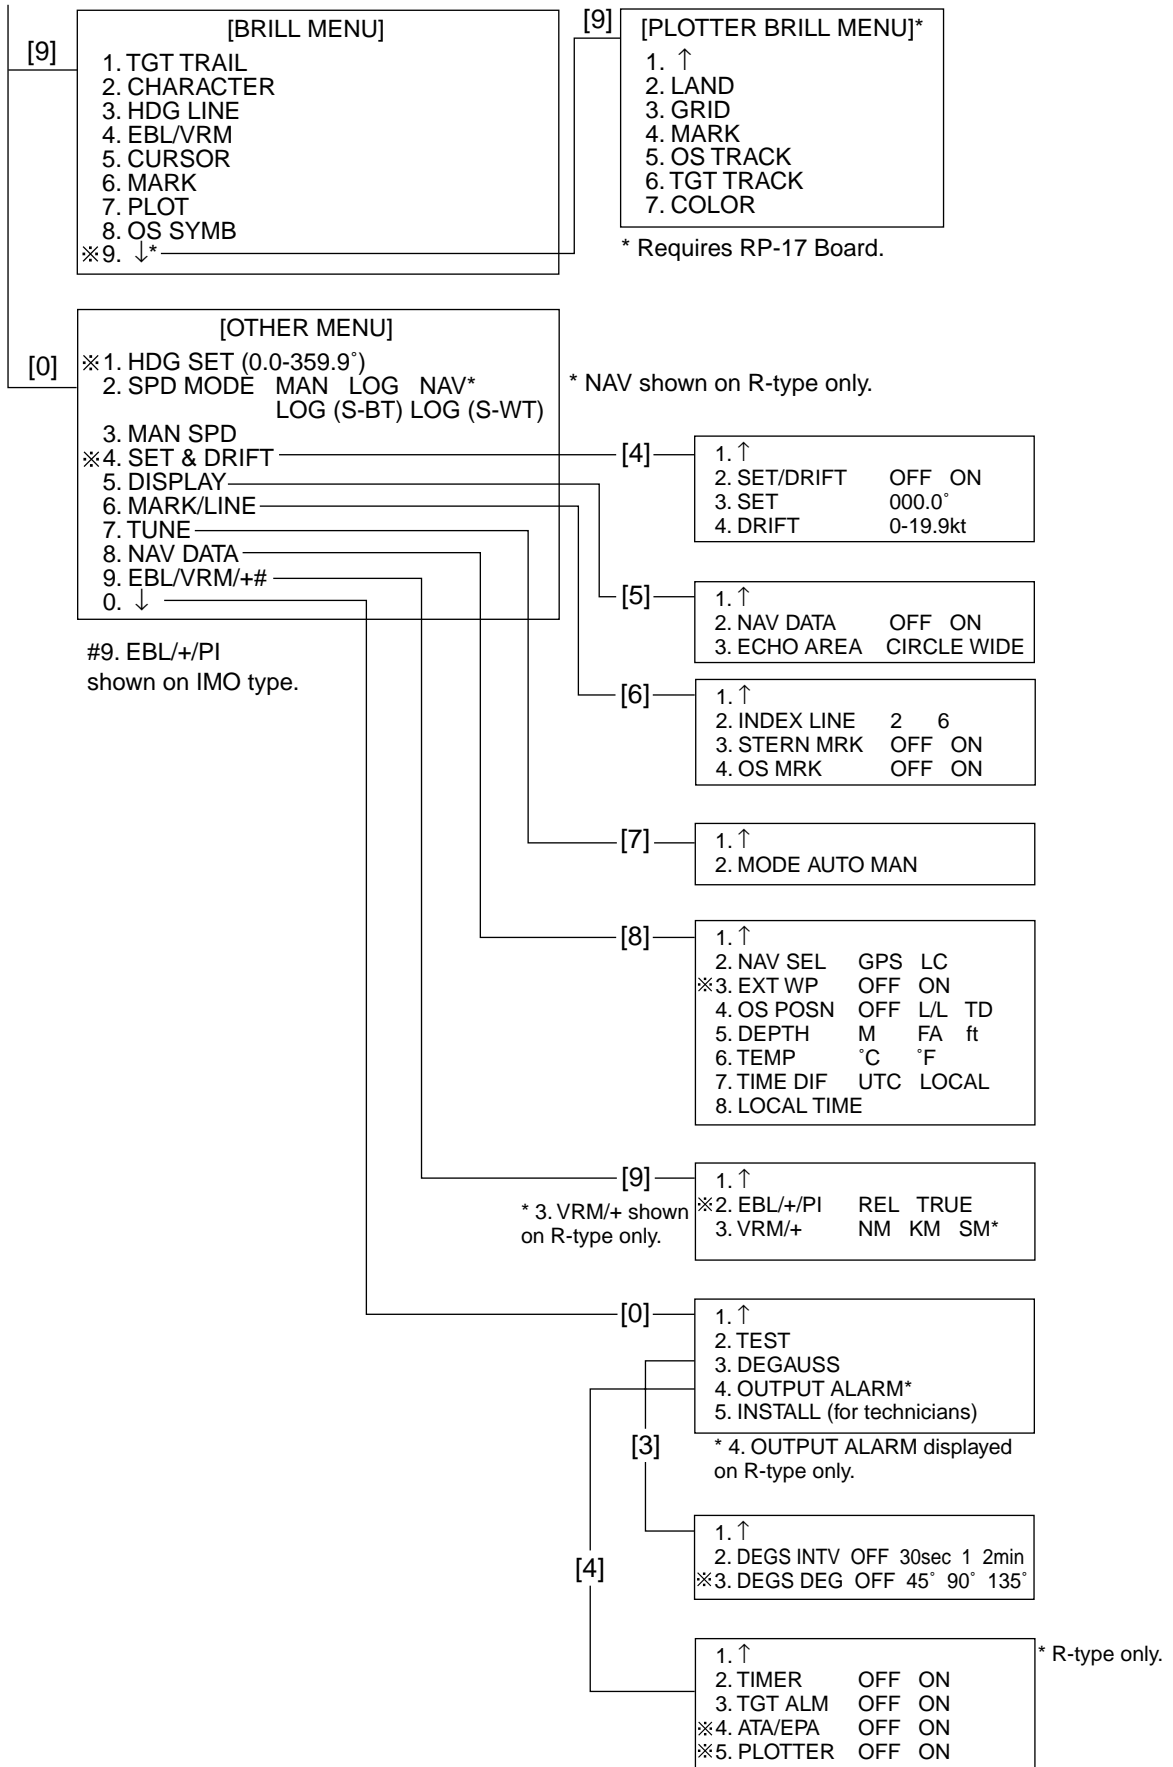 [9]
[BRILL MENU]
1. TGT TRAIL
2. CHARACTER
3. HDG LINE
4. EBL/VRM
5. CURSOR
6. MARK
7. PLOT
8. OS SYMB
※9. ↓*
[9]
[PLOTTER BRILL MENU]*
1. ↑
2. LAND
3. GRID
4. MARK
5. OS TRACK
6. TGT TRACK
7. COLOR
* Requires RP-17 Board.
[0]
[OTHER MENU]
※1. HDG SET (0.0-359.9˚)
2. SPD MODE MAN LOG NAV*
LOG (S-BT) LOG (S-WT)
3. MAN SPD
※4. SET & DRIFT
5. DISPLAY
6. MARK/LINE
7. TUNE
8. NAV DATA
9. EBL/VRM/+#
0. ↓
* NAV shown on R-type only.
#9. EBL/+/PI
shown on IMO type.
[4]
1. ↑
2. SET/DRIFT OFF ON
3. SET 000.0˚
4. DRIFT 0-19.9kt
[5]
1. ↑
2. NAV DATA OFF ON
3. ECHO AREA CIRCLE WIDE
[6]
1. ↑
2. INDEX LINE 2 6
3. STERN MRK OFF ON
4. OS MRK OFF ON
[7]
1. ↑
2. MODE AUTO MAN
[8]
1. ↑
2. NAV SEL GPS LC
※3. EXT WP OFF ON
4. OS POSN OFF L/L TD
5. DEPTH M FA ft
6. TEMP ˚C ˚F
7. TIME DIF UTC LOCAL
8. LOCAL TIME
[9]
* 3. VRM/+ shown
on R-type only.
1. ↑
※2. EBL/+/PI REL TRUE
3. VRM/+ NM KM SM*
[0]
1. ↑
2. TEST
3. DEGAUSS
4. OUTPUT ALARM*
5. INSTALL (for technicians)
* 4. OUTPUT ALARM displayed
on R-type only.
[3]
1. ↑
2. DEGS INTV OFF 30sec 1 2min
※3. DEGS DEG OFF 45˚ 90˚ 135˚
[4]
1. ↑
2. TIMER OFF ON
3. TGT ALM OFF ON
※4. ATA/EPA OFF ON
※5. PLOTTER OFF ON
* R-type only.